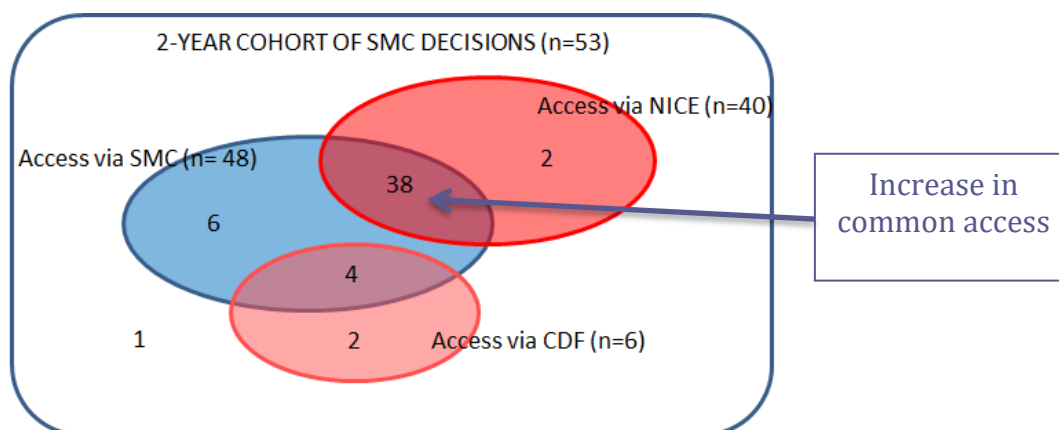 2-YEAR COHORT OF SMC DECISIONS (n=53)
Access via NICE (n=40)
Access via SMC (n= 48)
2
38
6
4
1
2
Access via CDF (n=6)
Increase in
common access